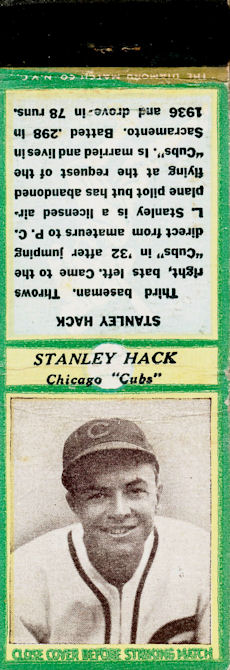 STANLEY HACK
Third baseman. Throws
right, bats left. Came to the
"Cubs" in '32 after jumping
direct from amateurs to P. C.
L. Stanley is a licensed air-
plane pilot but has abandoned
flying at the request of the
"Cubs". Is married and lives in
Sacramento. Batted .298 in
1936 and drove-in 78 runs.
THE DIAMOND MATCH CO. N.Y.C.
STANLEY HACK
Chicago "Cubs"
C
CLOSE COVER BEFORE STRIKING MATCH